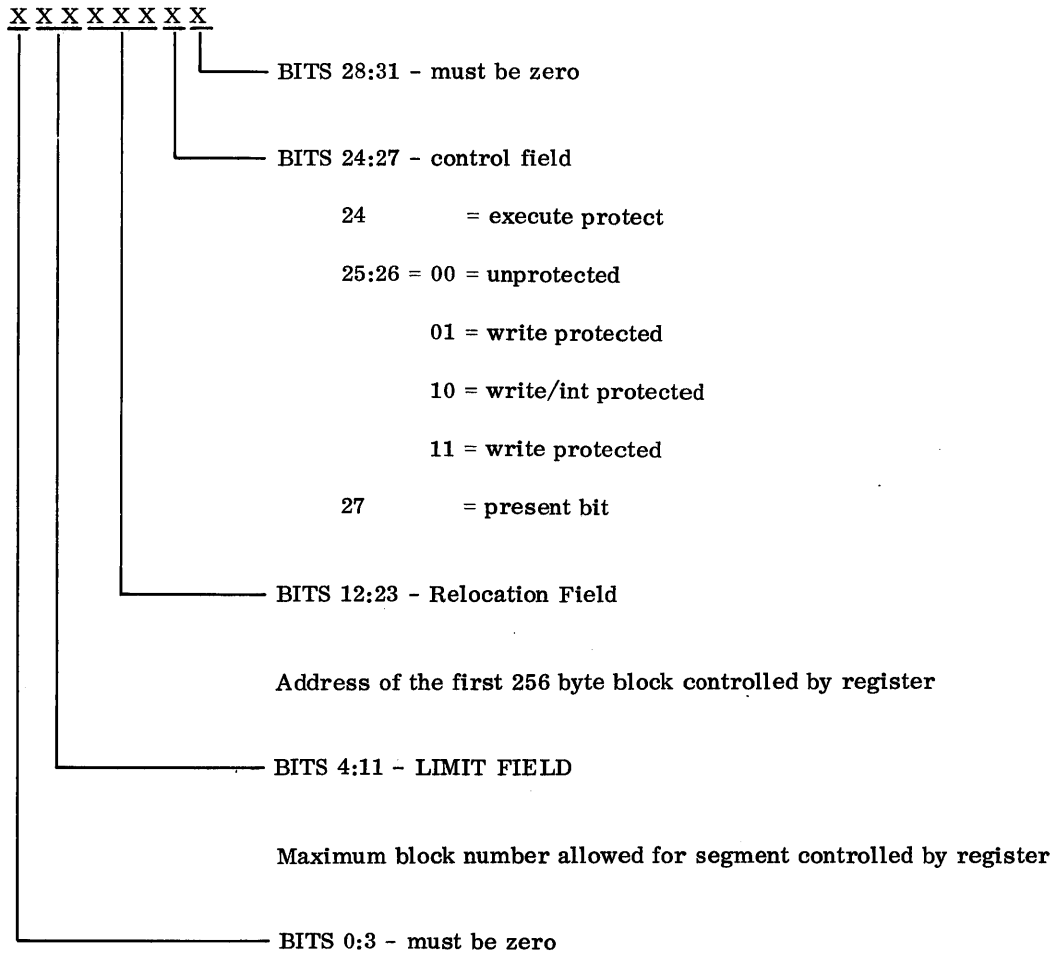 X X X X X X X X
BITS 28:31 - must be zero
BITS 24:27 - control field
24 = execute protect
25:26 = 00 = unprotected
01 = write protected
10 = write/int protected
11 = write protected
27 = present bit
BITS 12:23 - Relocation Field
Address of the first 256 byte block controlled by register
BITS 4:11 - LIMIT FIELD
Maximum block number allowed for segment controlled by register
BITS 0:3 - must be zero